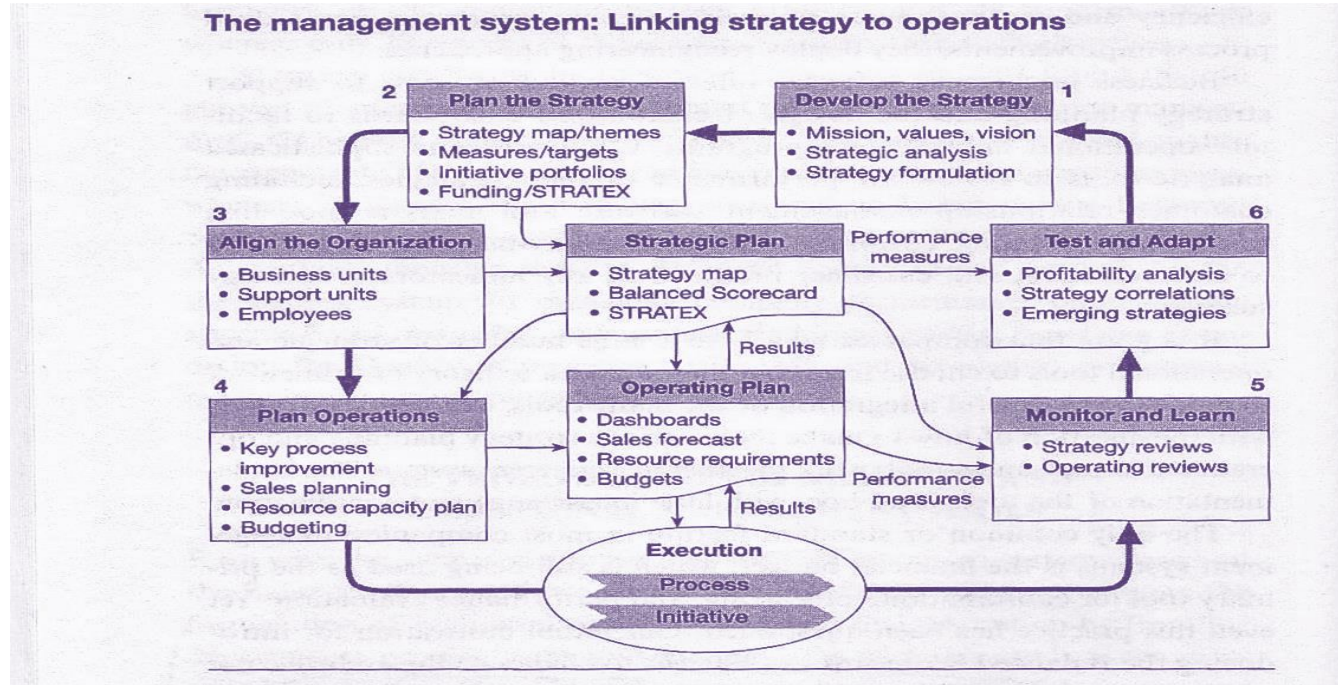 The management system: Linking strategy to operations
1
Develop the Strategy
• Mission, values, vision
• Strategic analysis
• Strategy formulation
2
Plan the Strategy
• Strategy map/themes
• Measures/targets
• Initiative portfolios
• Funding/STRATEX
3
Align the Organization
• Business units
• Support units
• Employees
Strategic Plan
• Strategy map
• Balanced Scorecard
• STRATEX
Performance
measures
6
Test and Adapt
• Profitability analysis
• Strategy correlations
• Emerging strategies
Results
4
Plan Operations
• Key process
improvement
• Sales planning
• Resource capacity plan
• Budgeting
Operating Plan
• Dashboards
• Sales forecast
• Resource requirements
• Budgets
Performance
measures
5
Monitor and Learn
• Strategy reviews
• Operating reviews
Results
Execution
Process
Initiative